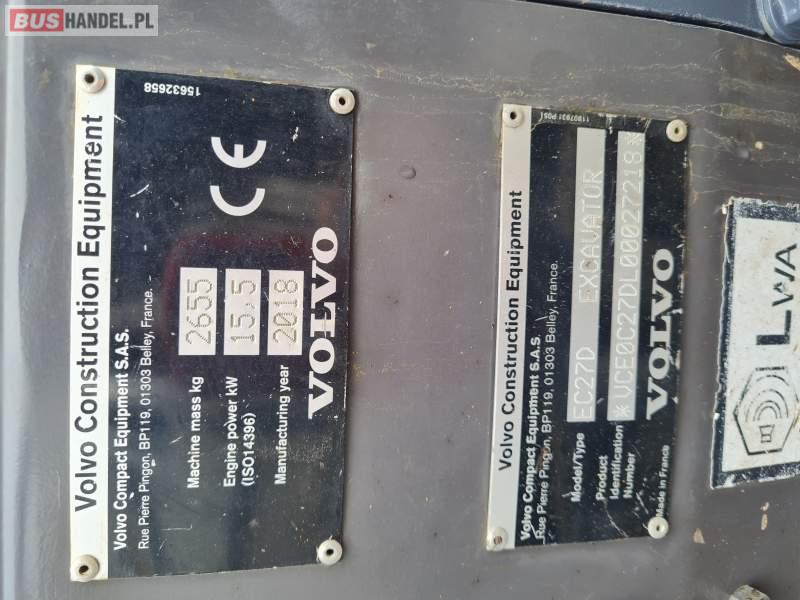 BUSHANDEL.PL
15632658
Volvo Construction Equipment
Volvo Compact Equipment S.A.S.
Rue Pierre Pingon, BP119, 01303 Belley, France.
Machine mass kg 2655
Engine power kW 15.5
(ISO14396)
Manufacturing year 2018
CE
VOLVO
Volvo Construction Equipment
Volvo Compact Equipment S.A.S.
Rue Pierre Pingon, BP119, 01303 Belley, France.
Model/Type EC27D EXCAVATOR
Product
Identification
Number *VCE0C27DL00027218*
VOLVO
Made in France
LWA